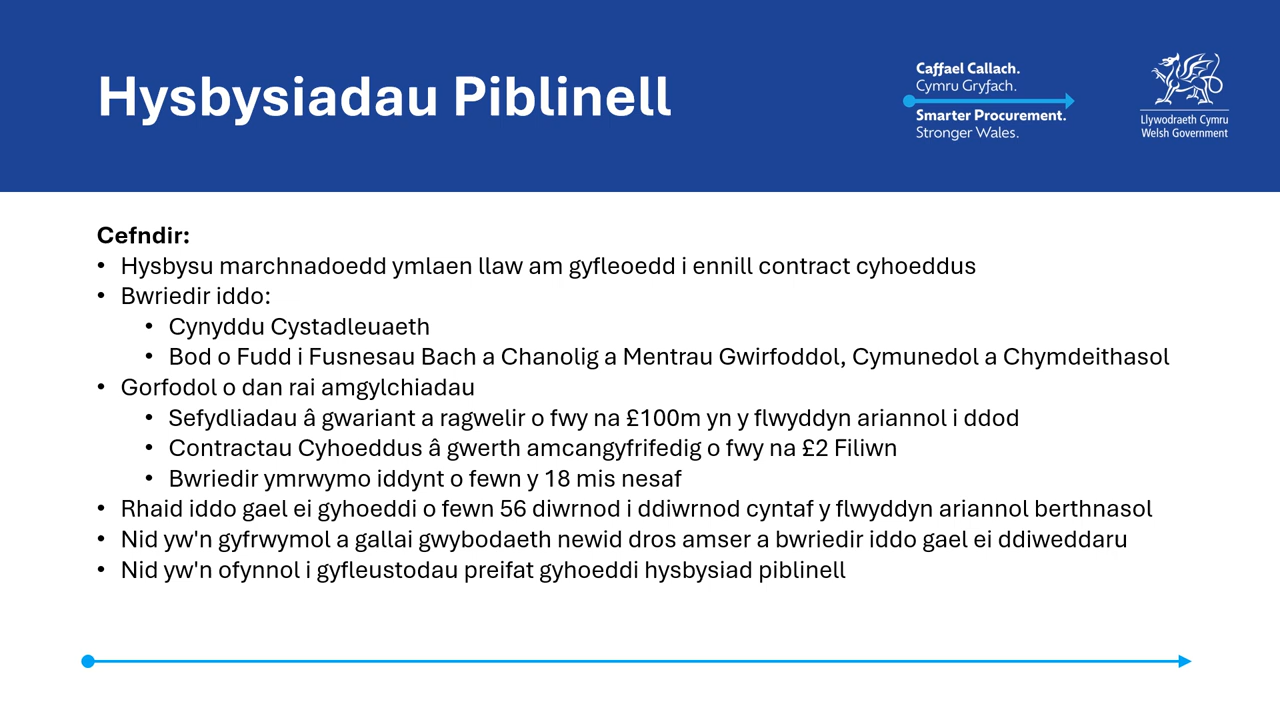 Hysbysiadau Piblinell
Caffael Callach.
Cymru Gryfach.
Smarter Procurement.
Stronger Wales.
Llywodraeth Cymru
Welsh Government
Cefndir:
• Hysbysu marchnadoedd ymlaen llaw am gyfleoedd i ennill contract cyhoeddus
• Bwriedir iddo:
• Cynyddu Cystadleuaeth
• Bod o Fudd i Fusnesau Bach a Chanolig a Mentrau Gwirfoddol, Cymunedol a Chymdeithasol
• Gorfodol o dan rai amgylchiadau
• Sefydliadau â gwariant a ragwelir o fwy na £100m yn y flwyddyn ariannol i ddod
• Contractau Cyhoeddus â gwerth amcangyfrifedig o fwy na £2 Filiwn
• Bwriedir ymrwymo iddynt o fewn y 18 mis nesaf
• Rhaid iddo gael ei gyhoeddi o fewn 56 diwrnod i ddiwrnod cyntaf y flwyddyn ariannol berthnasol
• Nid yw'n gyfrwymol a gallai gwybodaeth newid dros amser a bwriedir iddo gael ei ddiweddaru
• Nid yw'n ofynnol i gyfleustodau preifat gyhoeddi hysbysiad piblinell